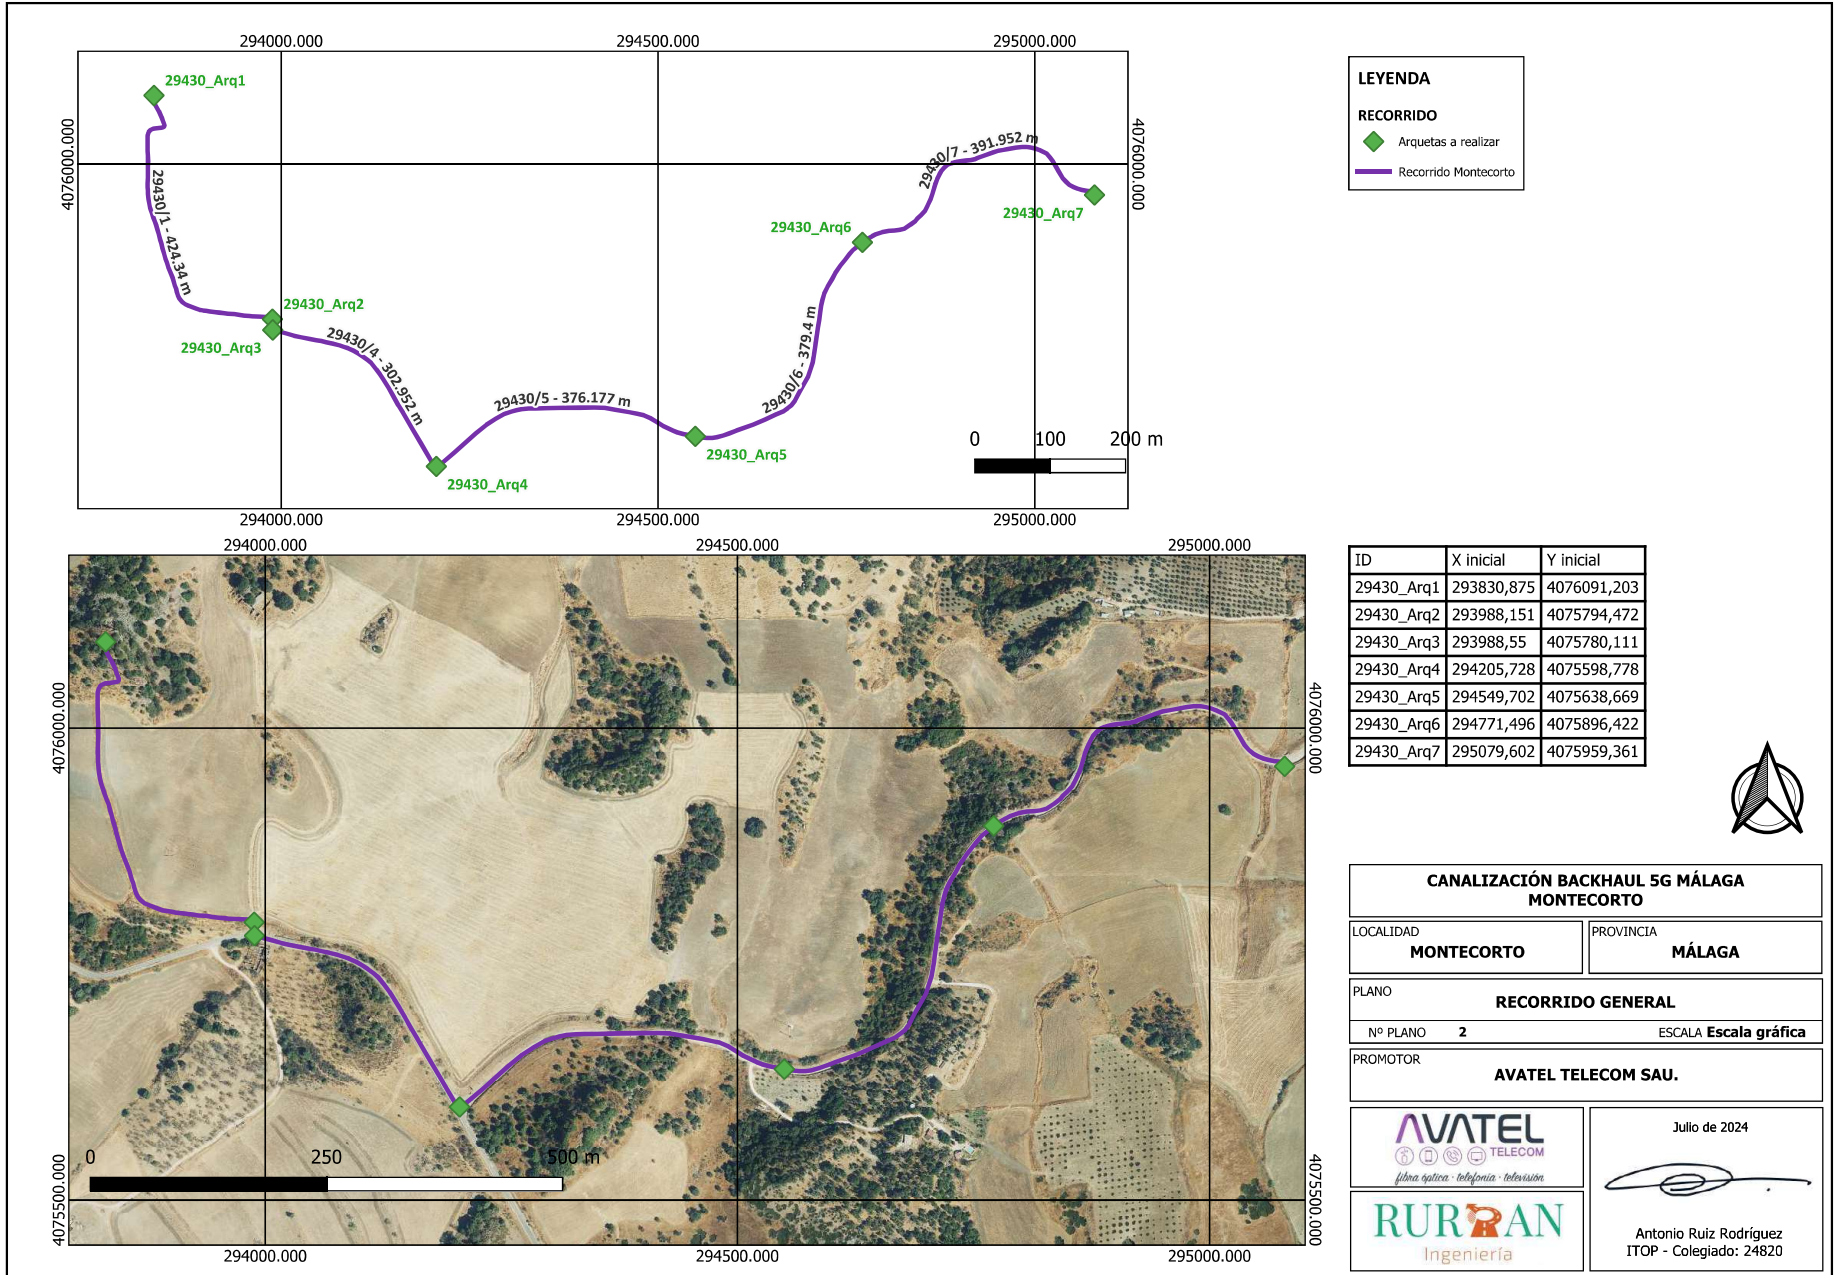 294000.000 294500.000 295000.000
29430_Arq1
4076000.000
4076000.000
29430/7 - 391.952 m
29430/1 - 424.34 m
29430_Arq7
29430_Arq6
29430_Arq2
29430_Arq3
29430/4 - 302.952 m
29430/6 - 379.4 m
29430/5 - 376.177 m
0 100 200 m
29430_Arq5
29430_Arq4
294000.000 294500.000 295000.000
LEYENDA
RECORRIDO
Arquetas a realizar
Recorrido Montecorto
294000.000 294500.000 295000.000
4076000.000
4076000.000
0 250 500 m
4075500.000
4075500.000
294000.000 294500.000 295000.000
ID X inicial Y inicial
29430_Arq1 293830,875 4076091,203
29430_Arq2 293988,151 4075794,472
29430_Arq3 293988,55 4075780,111
29430_Arq4 294205,728 4075598,778
29430_Arq5 294549,702 4075638,669
29430_Arq6 294771,496 4075896,422
29430_Arq7 295079,602 4075959,361
CANALIZACIÓN BACKHAUL 5G MÁLAGA
MONTECORTO
LOCALIDAD
MONTECORTO
PROVINCIA
MÁLAGA
PLANO
RECORRIDO GENERAL
Nº PLANO 2 ESCALA Escala gráfica
PROMOTOR
AVATEL TELECOM SAU.
AVATEL
TELECOM
fibra óptica · telefonía · televisión
RURRAN
Ingeniería
Julio de 2024
Antonio Ruiz Rodríguez
ITOP - Colegiado: 24820